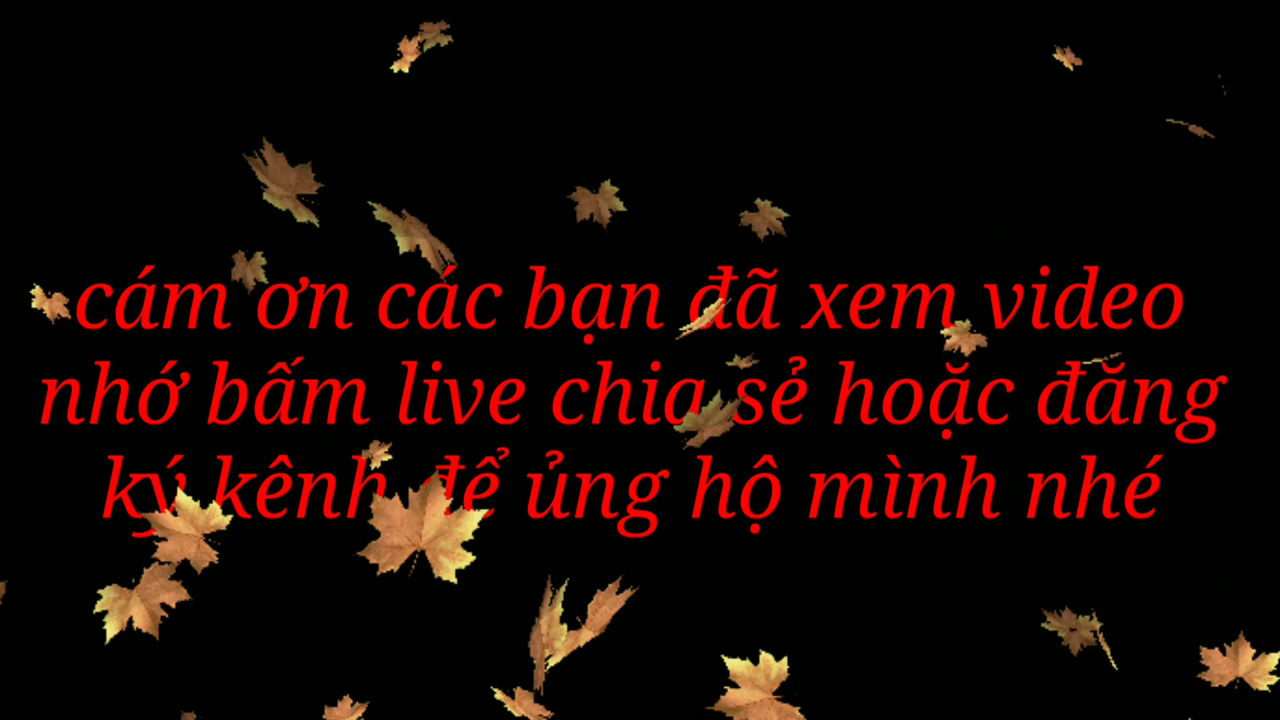 cám ơn các bạn đã xem video
nhớ bấm live chia sẻ hoặc đăng
ký kênh để ủng hộ mình nhé